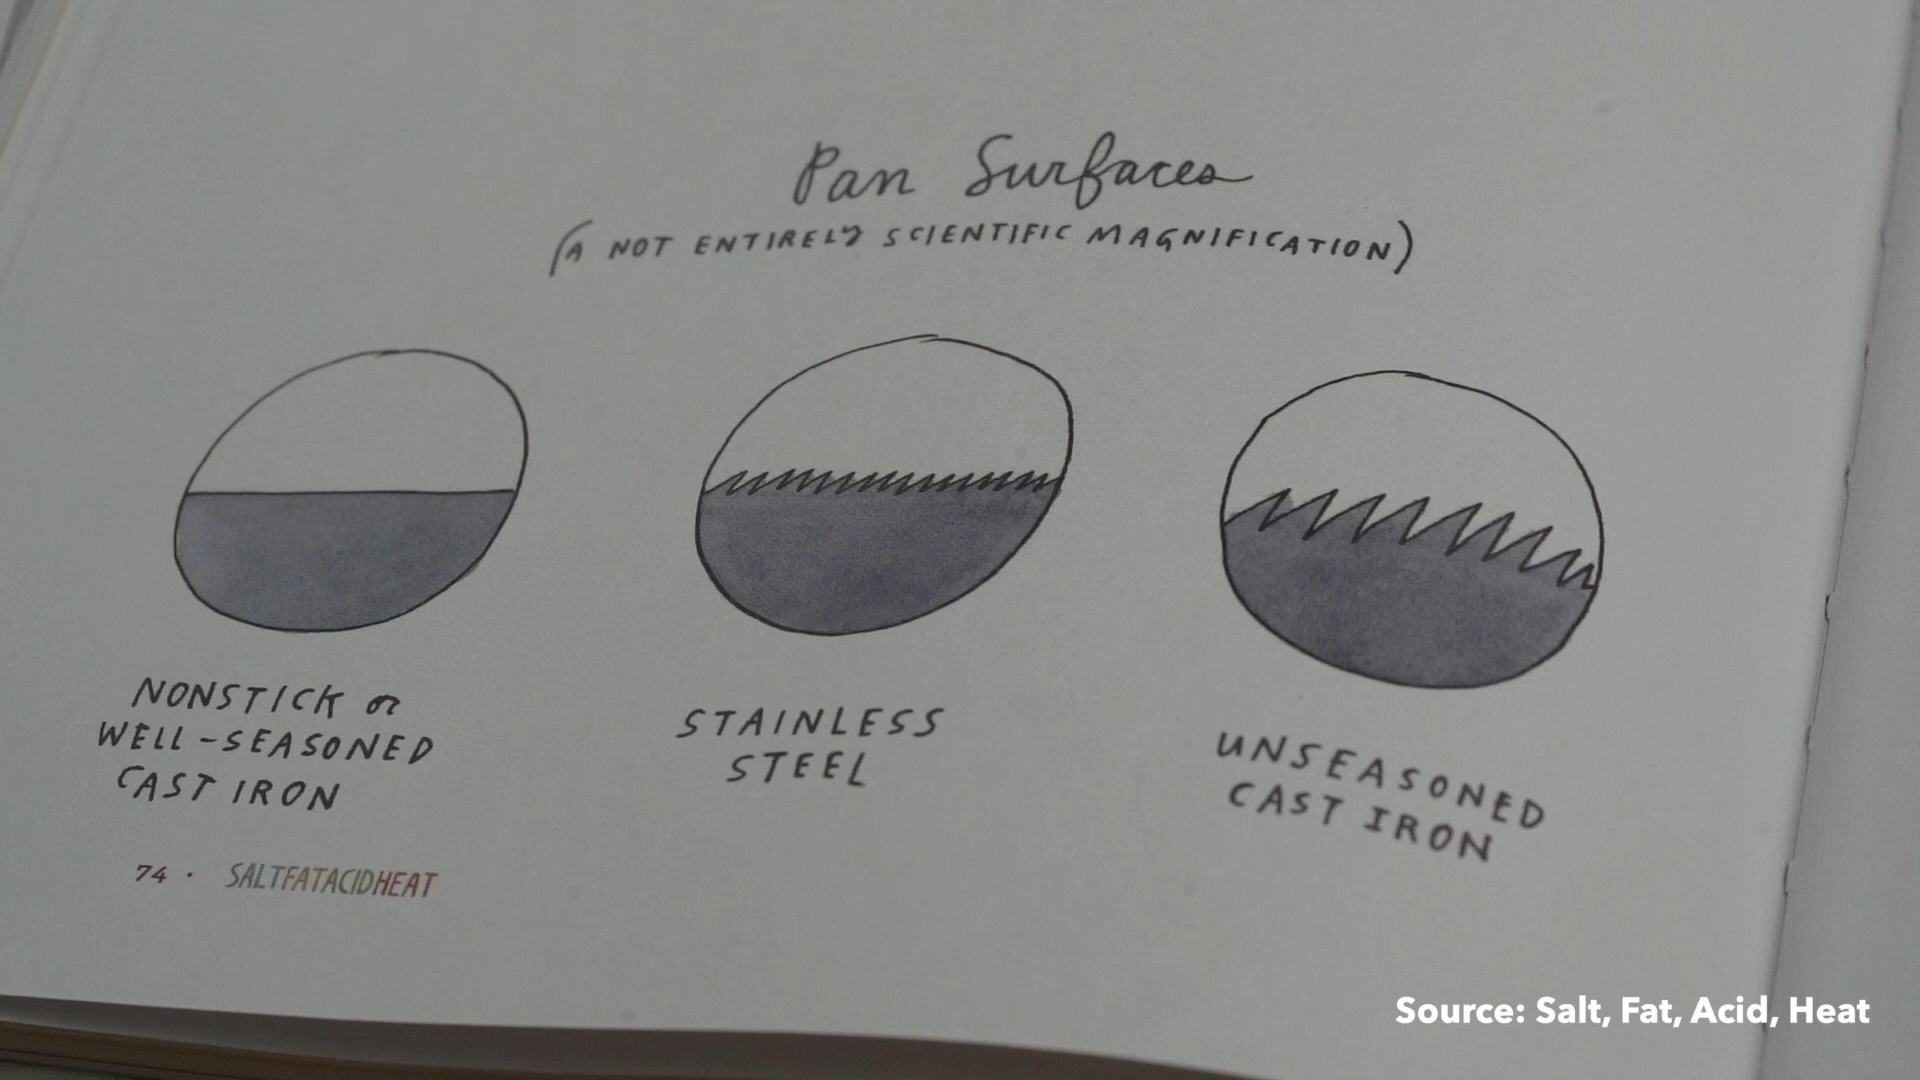 Pan Surfaces
(A NOT ENTIRELY SCIENTIFIC MAGNIFICATION)
NONSTICK or
WELL-SEASONED
CAST IRON
STAINLESS
STEEL
UNSEASONED
CAST IRON
74 · SALTFATACIDHEAT
Source: Salt, Fat, Acid, Heat